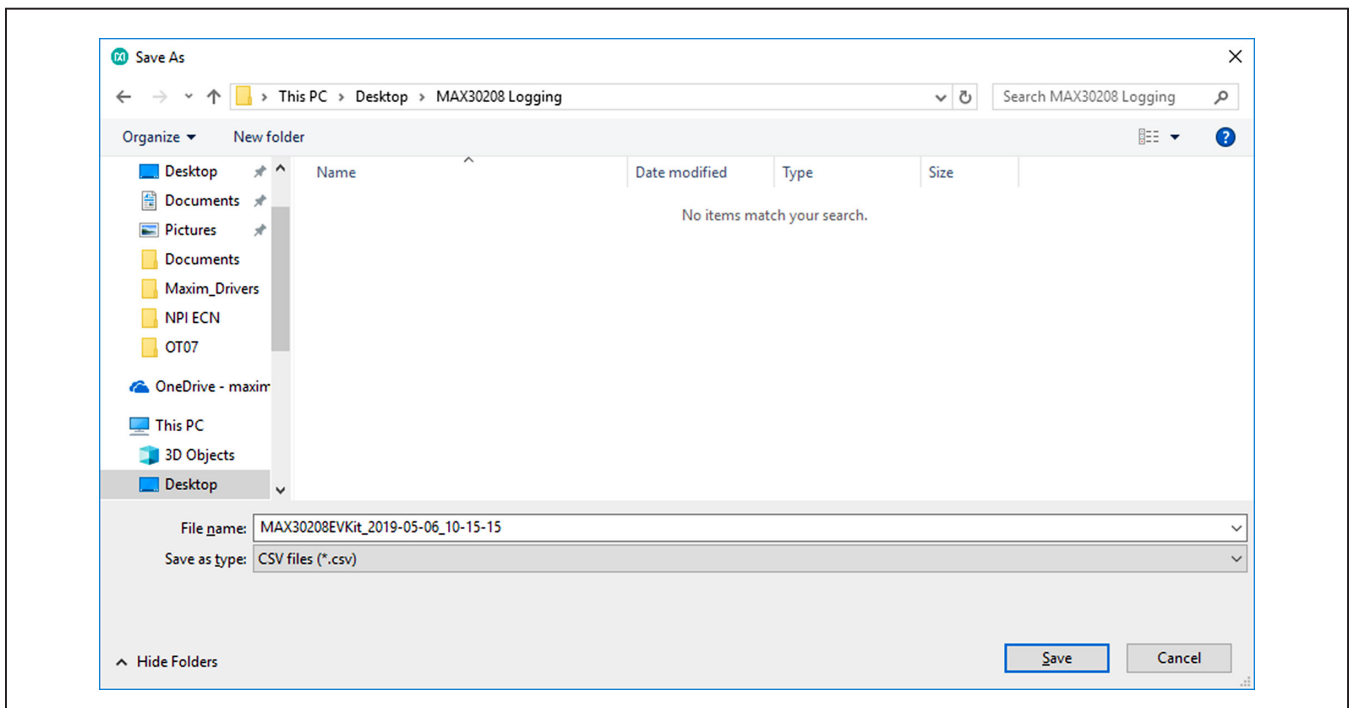 Save As
This PC > Desktop > MAX30208 Logging
Search MAX30208 Logging
Organize
New folder
Name
Date modified
Type
Size
No items match your search.
Desktop
Documents
Pictures
Documents
Maxim_Drivers
NPI ECN
OT07
OneDrive - maxim
This PC
3D Objects
Desktop
File name: MAX30208EVKit_2019-05-06_10-15-15
Save as type: CSV files (*.csv)
Hide Folders
Save
Cancel